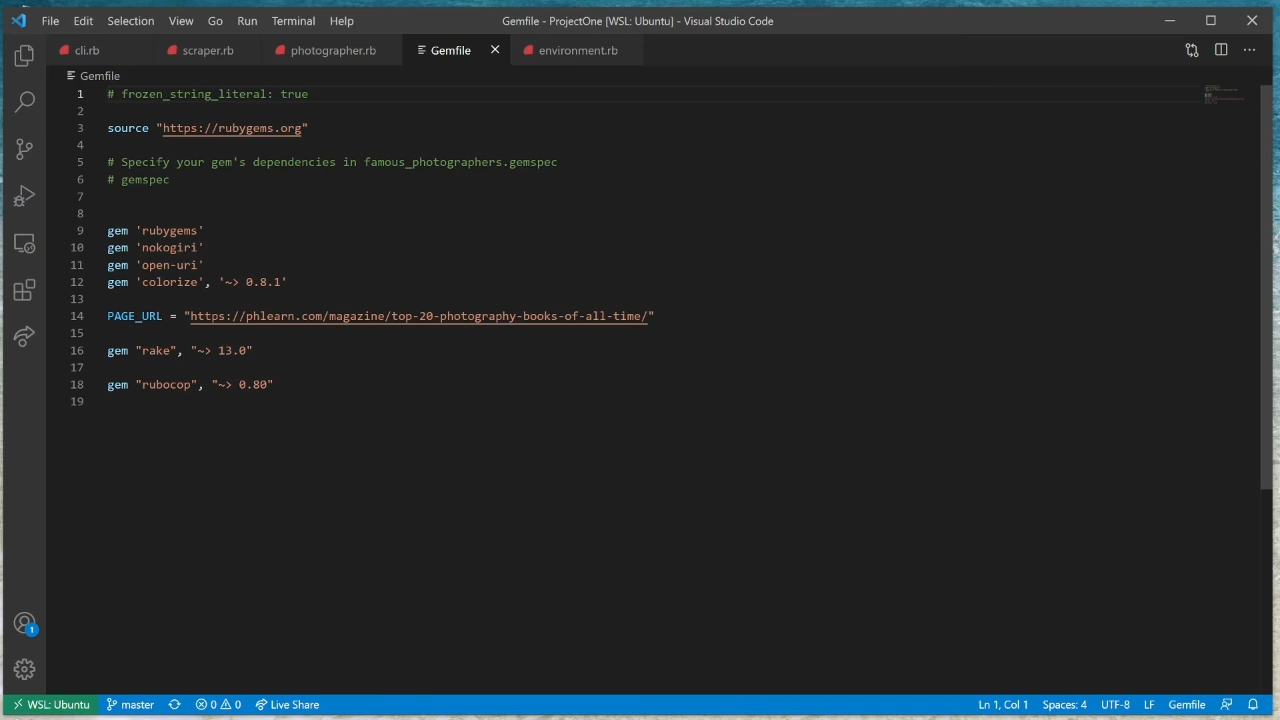 File Edit Selection View Go Run Terminal Help Gemfile - ProjectOne [WSL: Ubuntu] - Visual Studio Code
cli.rb scraper.rb photographer.rb Gemfile environment.rb
Gemfile
1 # frozen_string_literal: true
2
3 source "https://rubygems.org"
4
5 # Specify your gem's dependencies in famous_photographers.gemspec
6 # gemspec
7
8
9 gem 'rubygems'
10 gem 'nokogiri'
11 gem 'open-uri'
12 gem 'colorize', '~> 0.8.1'
13
14 PAGE_URL = "https://phlearn.com/magazine/top-20-photography-books-of-all-time/"
15
16 gem "rake", "~> 13.0"
17
18 gem "rubocop", "~> 0.80"
19
1
WSL: Ubuntu master 0 0 Live Share Ln 1, Col 1 Spaces: 4 UTF-8 LF Gemfile